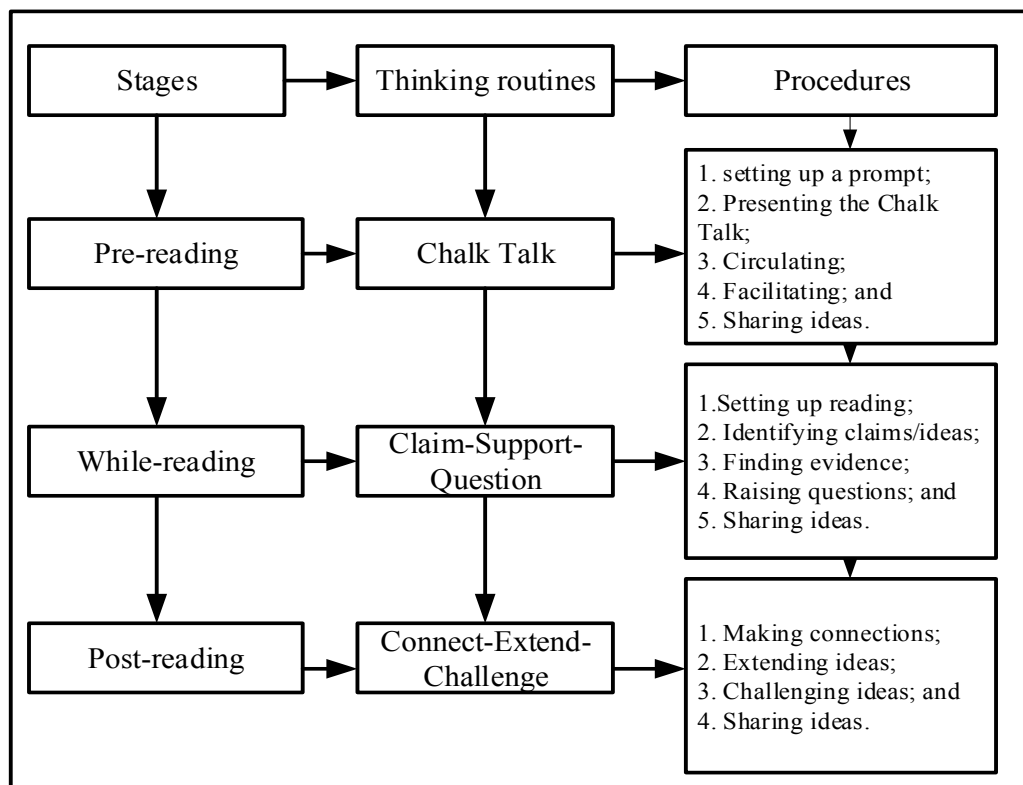 Stages
Thinking routines
Procedures
Pre-reading
Chalk Talk
1. setting up a prompt;
2. Presenting the Chalk
Talk;
3. Circulating;
4. Facilitating; and
5. Sharing ideas.
While-reading
Claim-Support-
Question
1.Setting up reading;
2. Identifying claims/ideas;
3. Finding evidence;
4. Raising questions; and
5. Sharing ideas.
Post-reading
Connect-Extend-
Challenge
1. Making connections;
2. Extending ideas;
3. Challenging ideas; and
4. Sharing ideas.